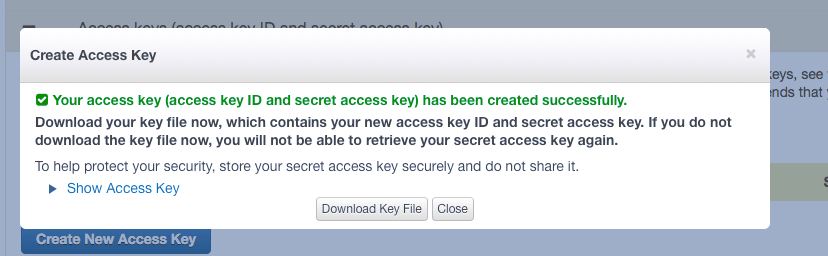 Access keys (access key ID and secret access key)
Create Access Key
×
keys, see
ends that
Your access key (access key ID and secret access key) has been created successfully.
Download your key file now, which contains your new access key ID and secret access key. If you do not
download the key file now, you will not be able to retrieve your secret access key again.
To help protect your security, store your secret access key securely and do not share it.
Show Access Key
Download Key File
Close
Create New Access Key